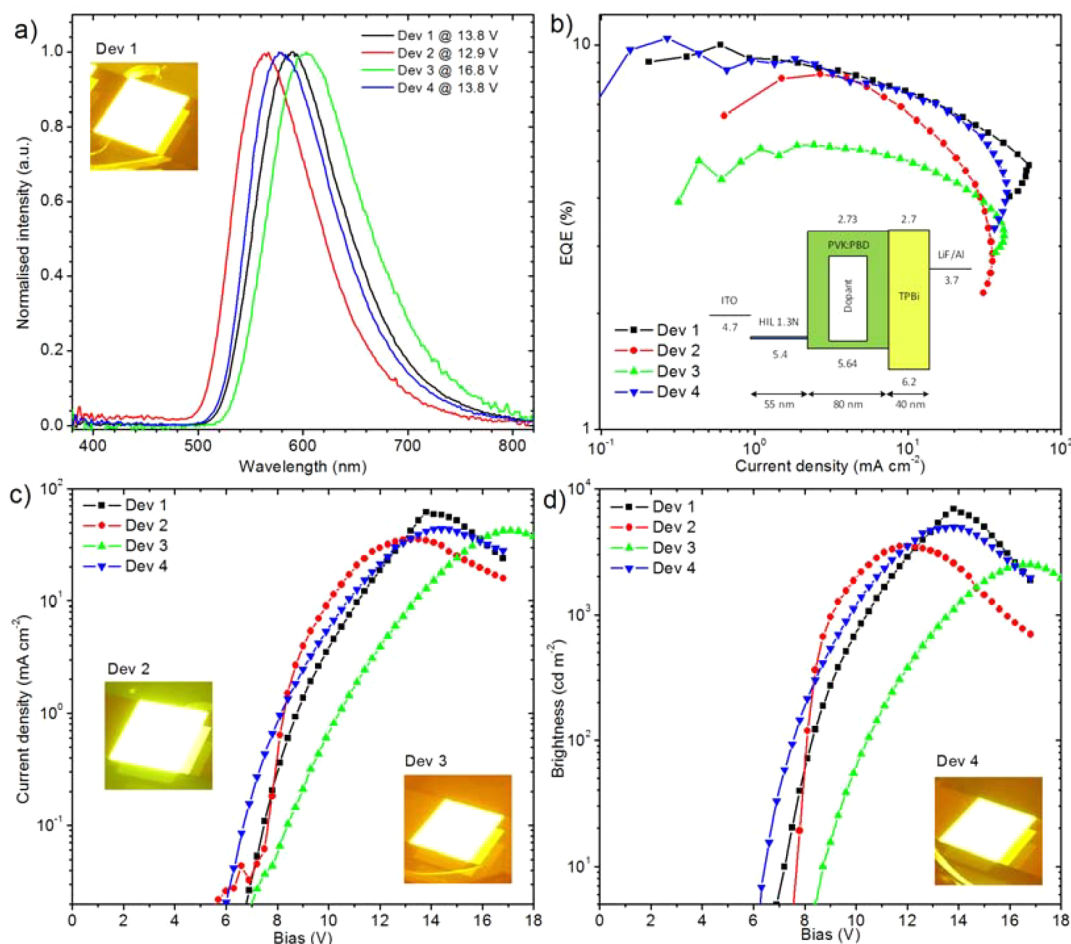 a)
Dev 1
Dev 1 @ 13.8 V
Dev 2 @ 12.9 V
Dev 3 @ 16.8 V
Dev 4 @ 13.8 V
Normalised intensity (a.u.)
1.0
0.8
0.6
0.4
0.2
0.0
400 500 600 700 800
Wavelength (nm)
b)
EQE (%)
10
1
2.73
2.7
PVK:PBD
LiF/Al
Dopant
TPBi
3.7
ITO
4.7
HIL 1.3N
5.4
5.64
6.2
55 nm 80 nm 40 nm
Dev 1
Dev 2
Dev 3
Dev 4
10-1 100 101 102
Current density (mA cm-2)
c)
Dev 1
Dev 2
Dev 3
Dev 4
Current density (mA cm-2)
102
101
100
10-1
Dev 2
Dev 3
0 2 4 6 8 10 12 14 16 18
Bias (V)
d)
Dev 1
Dev 2
Dev 3
Dev 4
Brightness (cd m-2)
104
103
102
101
Dev 4
0 2 4 6 8 10 12 14 16 18
Bias (V)